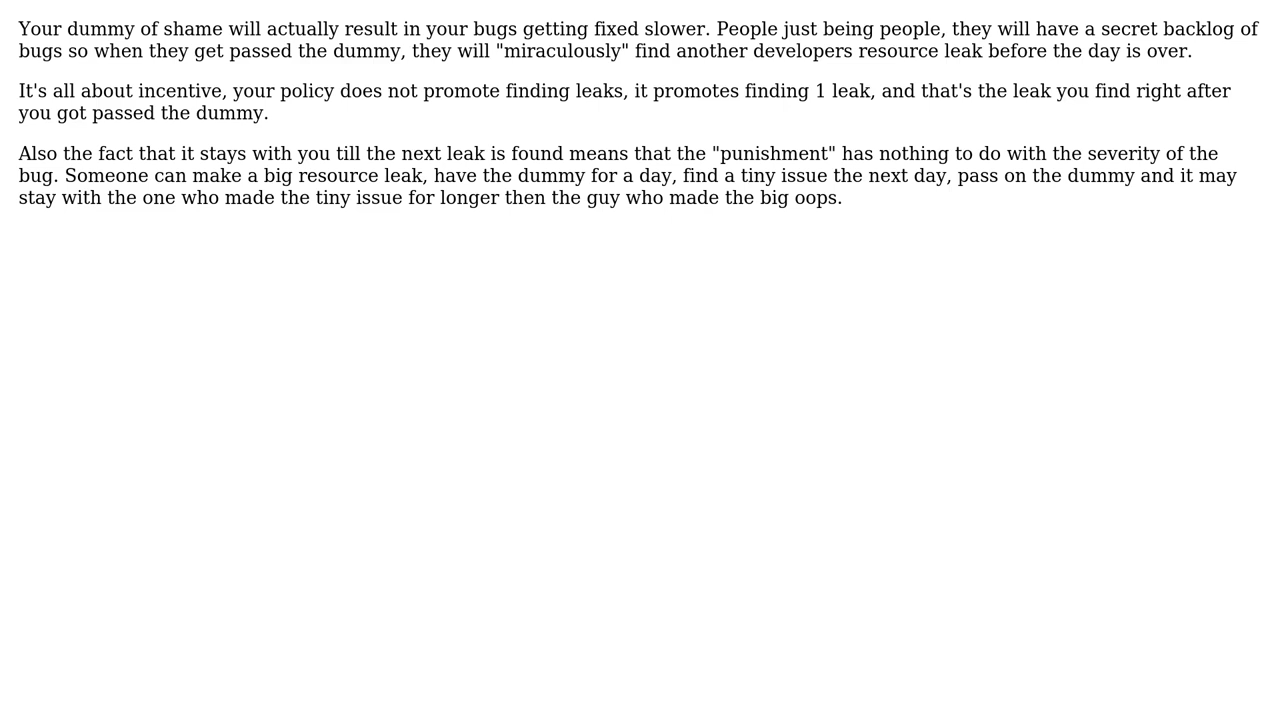 Your dummy of shame will actually result in your bugs getting fixed slower. People just being people, they will have a secret backlog of
bugs so when they get passed the dummy, they will "miraculously" find another developers resource leak before the day is over.
It's all about incentive, your policy does not promote finding leaks, it promotes finding 1 leak, and that's the leak you find right after
you got passed the dummy.
Also the fact that it stays with you till the next leak is found means that the "punishment" has nothing to do with the severity of the
bug. Someone can make a big resource leak, have the dummy for a day, find a tiny issue the next day, pass on the dummy and it may
stay with the one who made the tiny issue for longer then the guy who made the big oops.